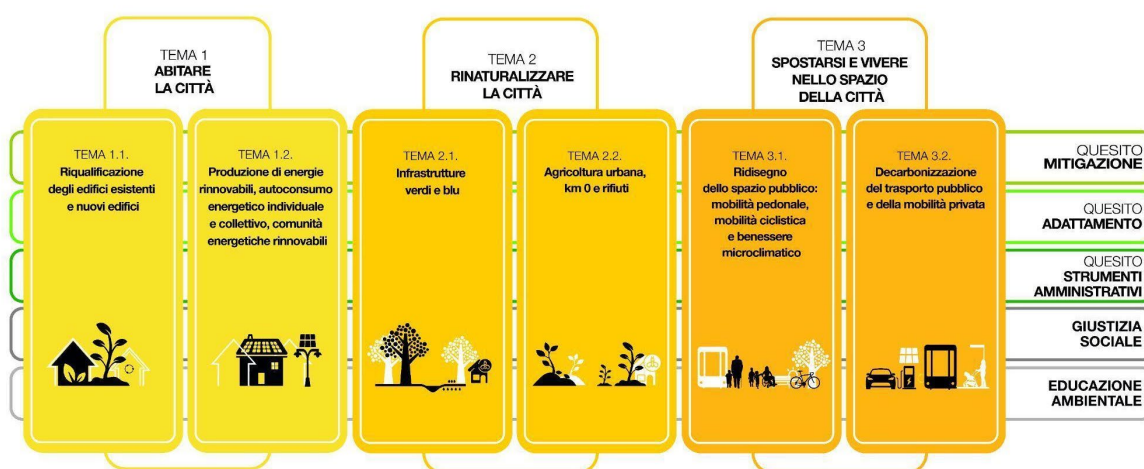 TEMA 1
ABITARE
LA CITTÀ
TEMA 2
RINATURALIZZARE
LA CITTÀ
TEMA 3
SPOSTARSI E VIVERE
NELLO SPAZIO
DELLA CITTÀ
TEMA 1.1.
Riqualificazione
degli edifici esistenti
e nuovi edifici
TEMA 1.2.
Produzione di energie
rinnovabili, autoconsumo
energetico individuale
e collettivo, comunità
energetiche rinnovabili
TEMA 2.1.
Infrastrutture
verdi e blu
TEMA 2.2.
Agricoltura urbana,
km 0 e rifiuti
TEMA 3.1.
Ridisegno
dello spazio pubblico:
mobilità pedonale,
mobilità ciclistica
e benessere
microclimatico
TEMA 3.2.
Decarbonizzazione
del trasporto pubblico
e della mobilità privata
QUESITO
MITIGAZIONE
QUESITO
ADATTAMENTO
QUESITO
STRUMENTI
AMMINISTRATIVI
GIUSTIZIA
SOCIALE
EDUCAZIONE
AMBIENTALE